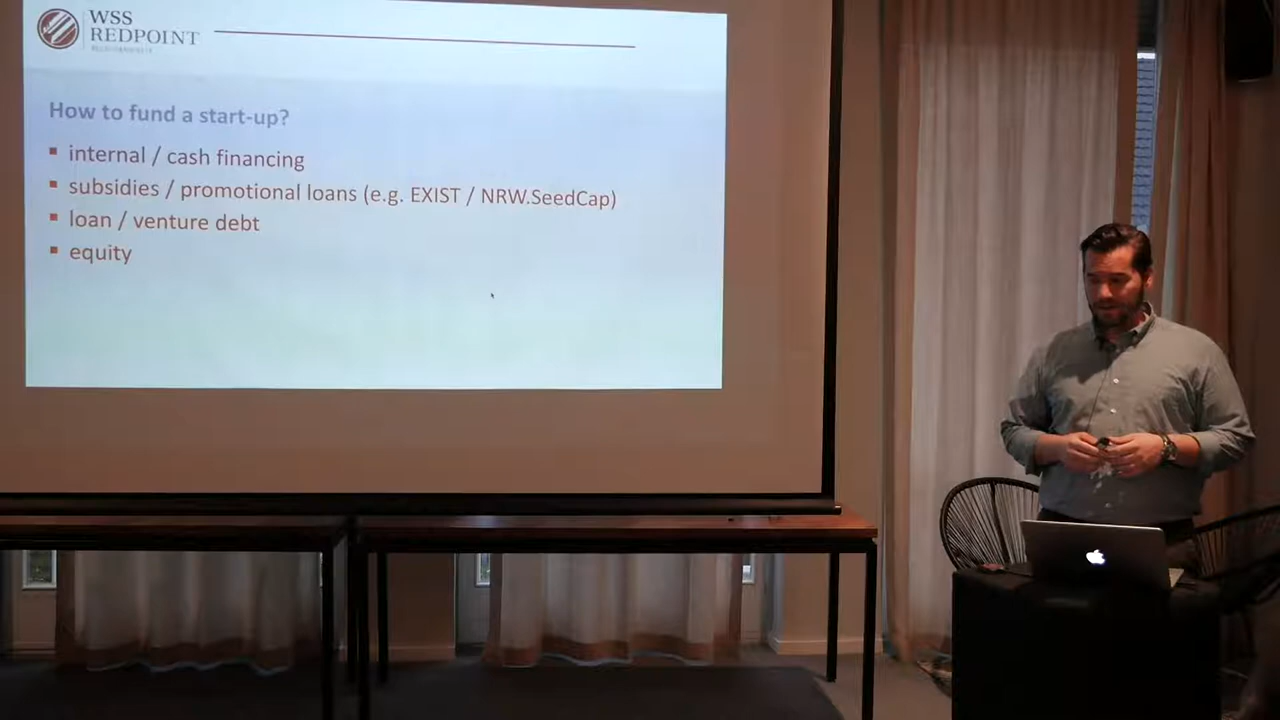 WSS
REDPOINT
How to fund a start-up?
internal / cash financing
subsidies / promotional loans (e.g. EXIST / NRW.SeedCap)
loan / venture debt
equity